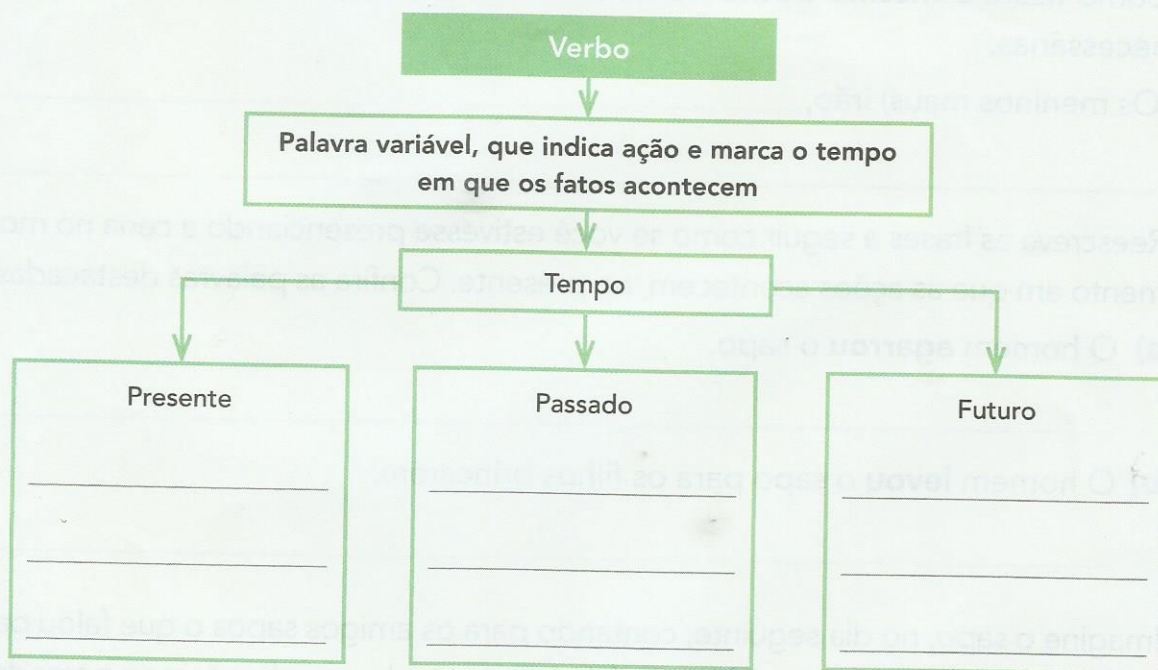 Verbo
Palavra variável, que indica ação e marca o tempo
em que os fatos acontecem
Tempo
Presente
Passado
Futuro